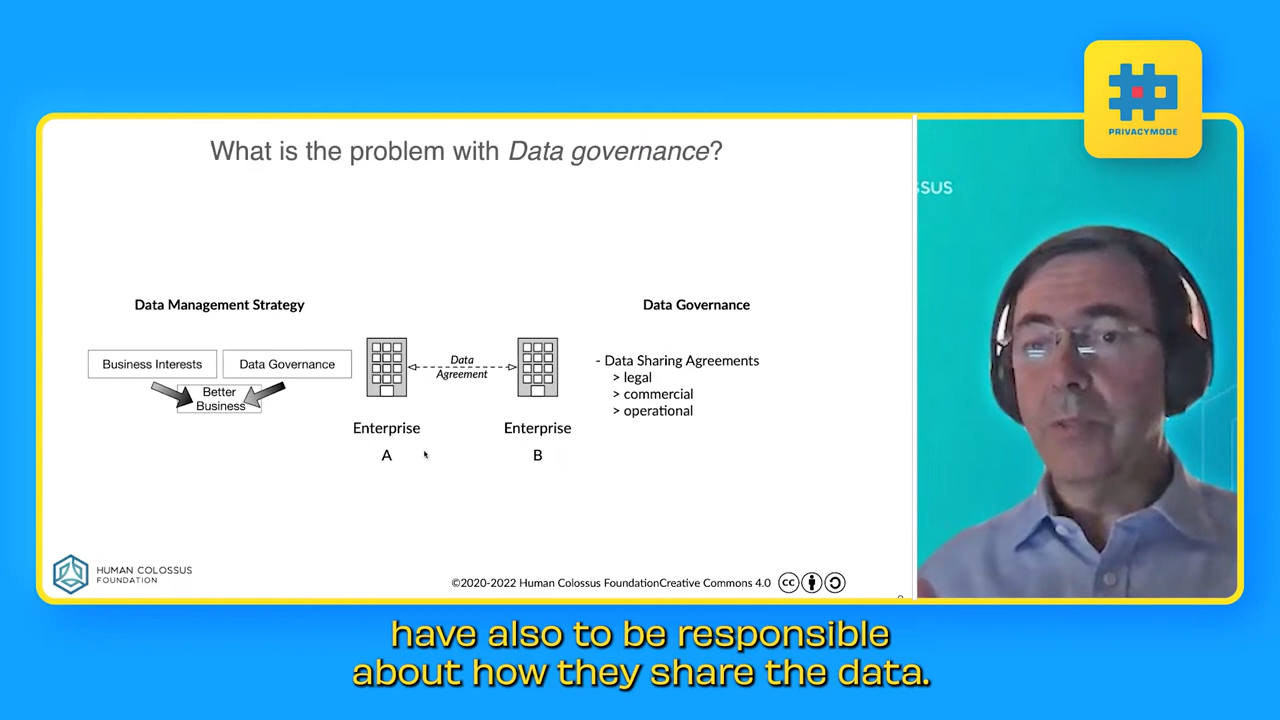 PRIVACYMODE
What is the problem with Data governance?
SSUS
Data Management Strategy
Data Governance
Business Interests
Data Governance
Better
Business
Data
Agreement
- Data Sharing Agreements
> legal
> commercial
> operational
Enterprise
A
Enterprise
B
HUMAN COLOSSUS
FOUNDATION
©2020-2022 Human Colossus FoundationCreative Commons 4.0
cc
have also to be responsible
about how they share the data.